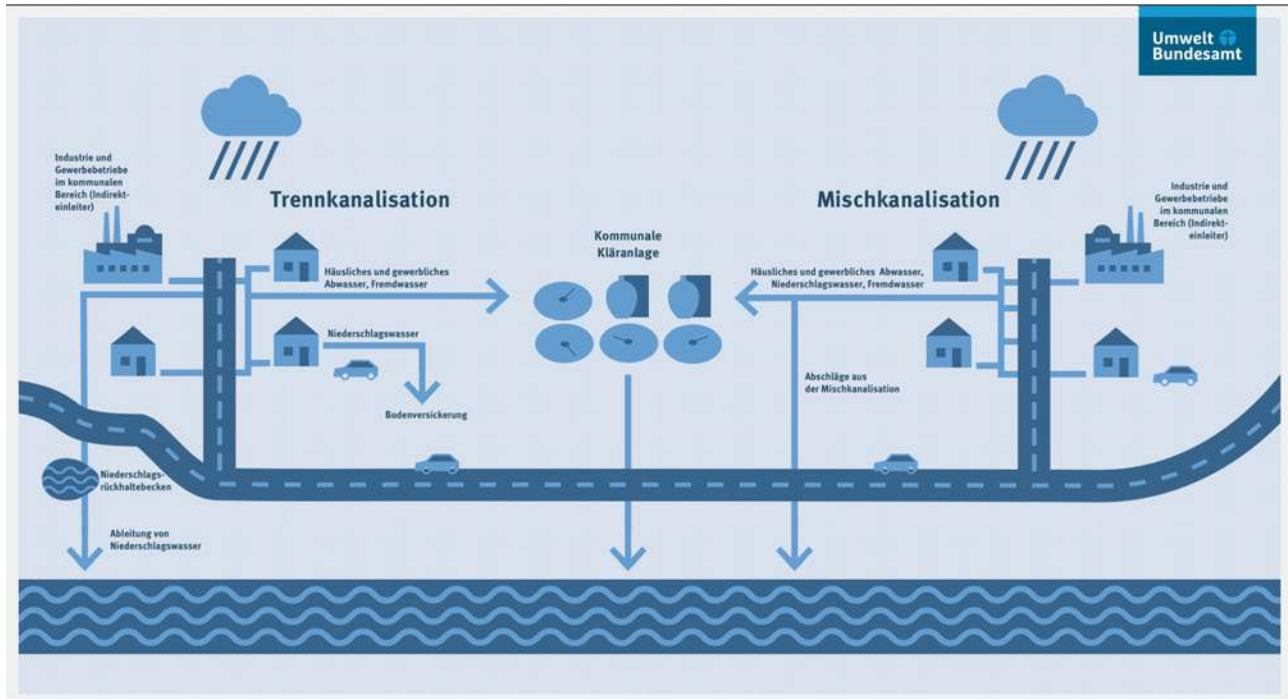 Umwelt
Bundesamt
Industrie und
Gewerbebetriebe
im kommunalen
Bereich (Indirekt-
einleiter)
Trennkanalisation
Kommunale
Kläranlage
Mischkanalisation
Industrie und
Gewerbebetriebe
im kommunalen
Bereich (Indirekt-
einleiter)
Häusliches und gewerbliches
Abwasser, Fremdwasser
Häusliches und gewerbliches Abwasser,
Niederschlagswasser, Fremdwasser
Niederschlagswasser
Bodenversickerung
Abschläge aus
der Mischkanalisation
Niederschlags-
rückhaltebecken
Ableitung von
Niederschlagswasser